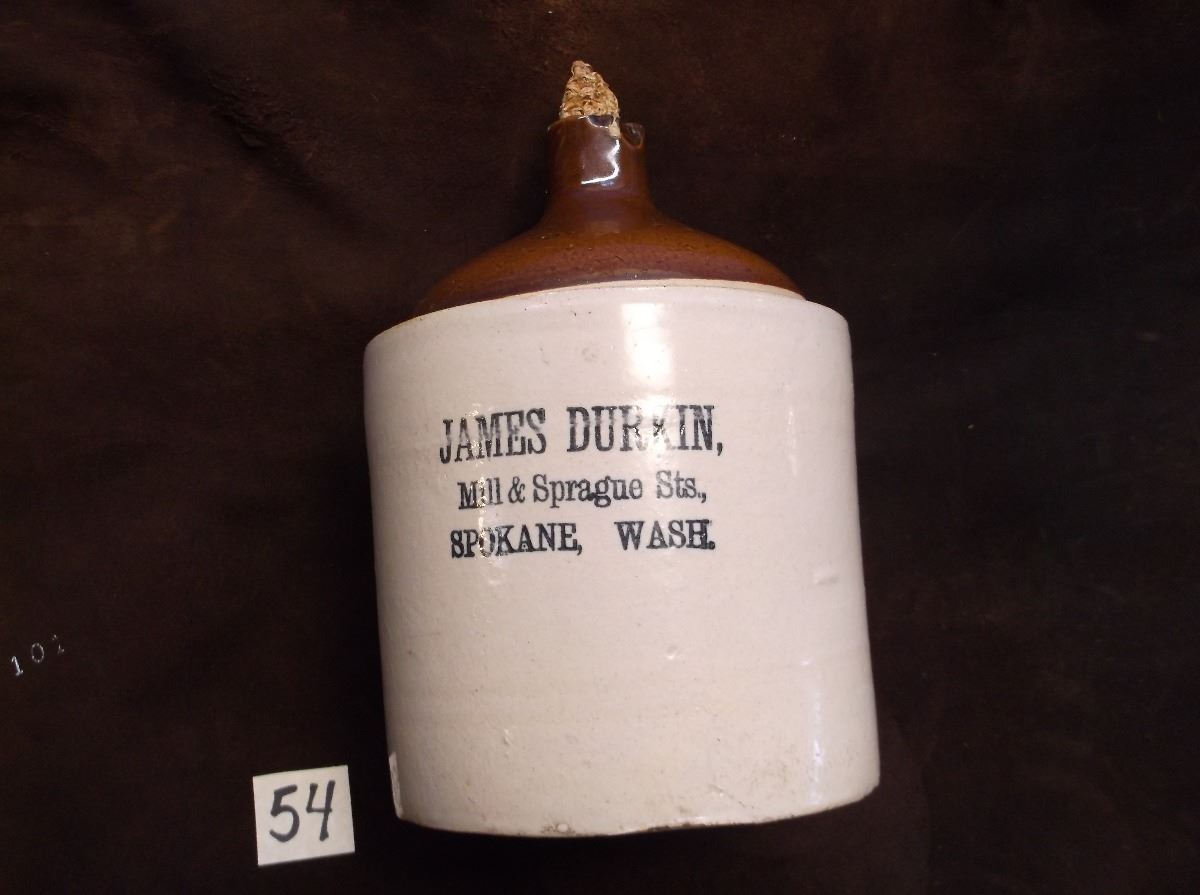 JAMES DURKIN,
Mill & Sprague Sts.,
SPOKANE, WASH.
54